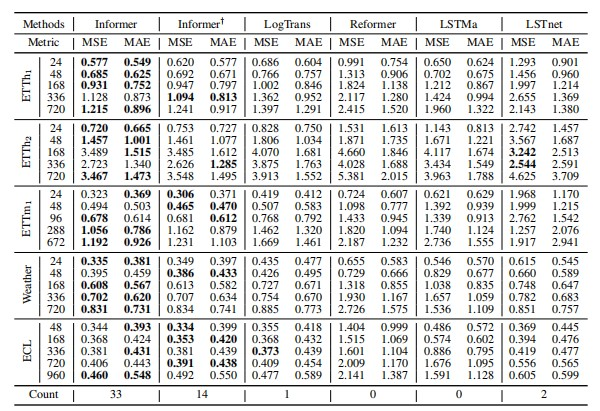 Methods Informer Informer† LogTrans Reformer LSTMa LSTnet
Metric MSE MAE MSE MAE MSE MAE MSE MAE MSE MAE MSE MAE
ETTh1
24 0.577 0.549 0.620 0.577 0.686 0.604 0.991 0.754 0.650 0.624 1.293 0.901
48 0.685 0.625 0.692 0.671 0.766 0.757 1.313 0.906 0.702 0.675 1.456 0.960
168 0.931 0.752 0.947 0.797 1.002 0.846 1.824 1.138 1.212 0.867 1.997 1.214
336 1.128 0.873 1.094 0.813 1.362 0.952 2.117 1.280 1.424 0.994 2.655 1.369
720 1.215 0.896 1.241 0.917 1.397 1.291 2.415 1.520 1.960 1.322 2.143 1.380
ETTh2
24 0.720 0.665 0.753 0.727 0.828 0.750 1.531 1.613 1.143 0.813 2.742 1.457
48 1.457 1.001 1.461 1.077 1.806 1.034 1.871 1.735 1.671 1.221 3.567 1.687
168 3.489 1.515 3.485 1.612 4.070 1.681 4.660 1.846 4.117 1.674 3.242 2.513
336 2.723 1.340 2.626 1.285 3.875 1.763 4.028 1.688 3.434 1.549 2.544 2.591
720 3.467 1.473 3.548 1.495 3.913 1.552 5.381 2.015 3.963 1.788 4.625 3.709
ETTm1
24 0.323 0.369 0.306 0.371 0.419 0.412 0.724 0.607 0.621 0.629 1.968 1.170
48 0.494 0.503 0.465 0.470 0.507 0.583 1.098 0.777 1.392 0.939 1.999 1.215
96 0.678 0.614 0.681 0.612 0.768 0.792 1.433 0.945 1.339 0.913 2.762 1.542
288 1.056 0.786 1.162 0.879 1.462 1.320 1.820 1.094 1.740 1.124 1.257 2.076
672 1.192 0.926 1.231 1.103 1.669 1.461 2.187 1.232 2.736 1.555 1.917 2.941
Weather
24 0.335 0.381 0.349 0.397 0.435 0.477 0.655 0.583 0.546 0.570 0.615 0.545
48 0.395 0.459 0.386 0.433 0.426 0.495 0.729 0.666 0.829 0.677 0.660 0.589
168 0.608 0.567 0.613 0.582 0.727 0.671 1.318 0.855 1.038 0.835 0.748 0.647
336 0.702 0.620 0.707 0.634 0.754 0.670 1.930 1.167 1.657 1.059 0.782 0.683
720 0.831 0.731 0.834 0.741 0.885 0.773 2.726 1.575 1.536 1.109 0.851 0.757
ECL
48 0.344 0.393 0.334 0.399 0.355 0.418 1.404 0.999 0.486 0.572 0.369 0.445
168 0.368 0.424 0.353 0.420 0.368 0.432 1.515 1.069 0.574 0.602 0.394 0.476
336 0.381 0.431 0.381 0.439 0.373 0.439 1.601 1.104 0.886 0.795 0.419 0.477
720 0.406 0.443 0.391 0.438 0.409 0.454 2.009 1.170 1.676 1.095 0.556 0.565
960 0.460 0.548 0.492 0.550 0.477 0.589 2.141 1.387 1.591 1.128 0.605 0.599
Count 33 14 1 0 0 2